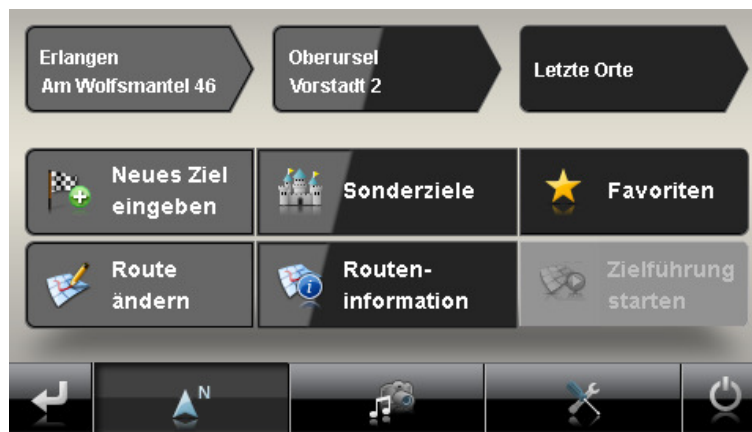 Erlangen
Am Wolfsmantel 46
Oberursel
Vorstadt 2
Letzte Orte
Neues Ziel
eingeben
Sonderziele
Favoriten
Route
ändern
Routen-
information
Zielführung
starten
N